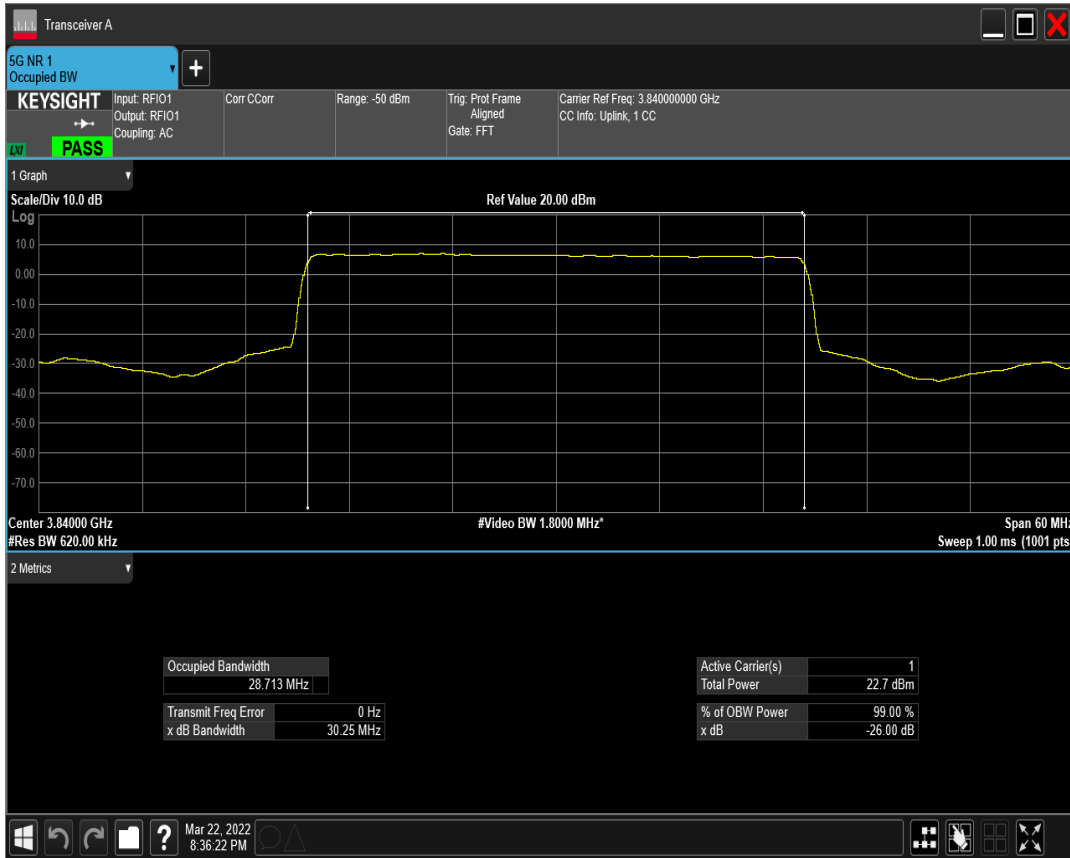 Transceiver A
5G NR 1
Occupied BW
KEYSIGHT
Input: RFIO1
Output: RFIO1
Coupling: AC
Corr CCorr
Range: -50 dBm
Trig: Prot Frame
Aligned
Gate: FFT
Carrier Ref Freq: 3.840000000 GHz
CC Info: Uplink, 1 CC
LXI
PASS
1 Graph
Scale/Div 10.0 dB
Ref Value 20.00 dBm
Log
10.0
0.00
-10.0
-20.0
-30.0
-40.0
-50.0
-60.0
-70.0
Center 3.84000 GHz
#Video BW 1.8000 MHz*
Span 60 MHz
#Res BW 620.00 kHz
Sweep 1.00 ms (1001 pts
2 Metrics
Occupied Bandwidth
28.713 MHz
Transmit Freq Error 0 Hz
x dB Bandwidth 30.25 MHz
Active Carrier(s) 1
Total Power 22.7 dBm
% of OBW Power 99.00 %
x dB -26.00 dB
?
Mar 22, 2022
8:36:22 PM